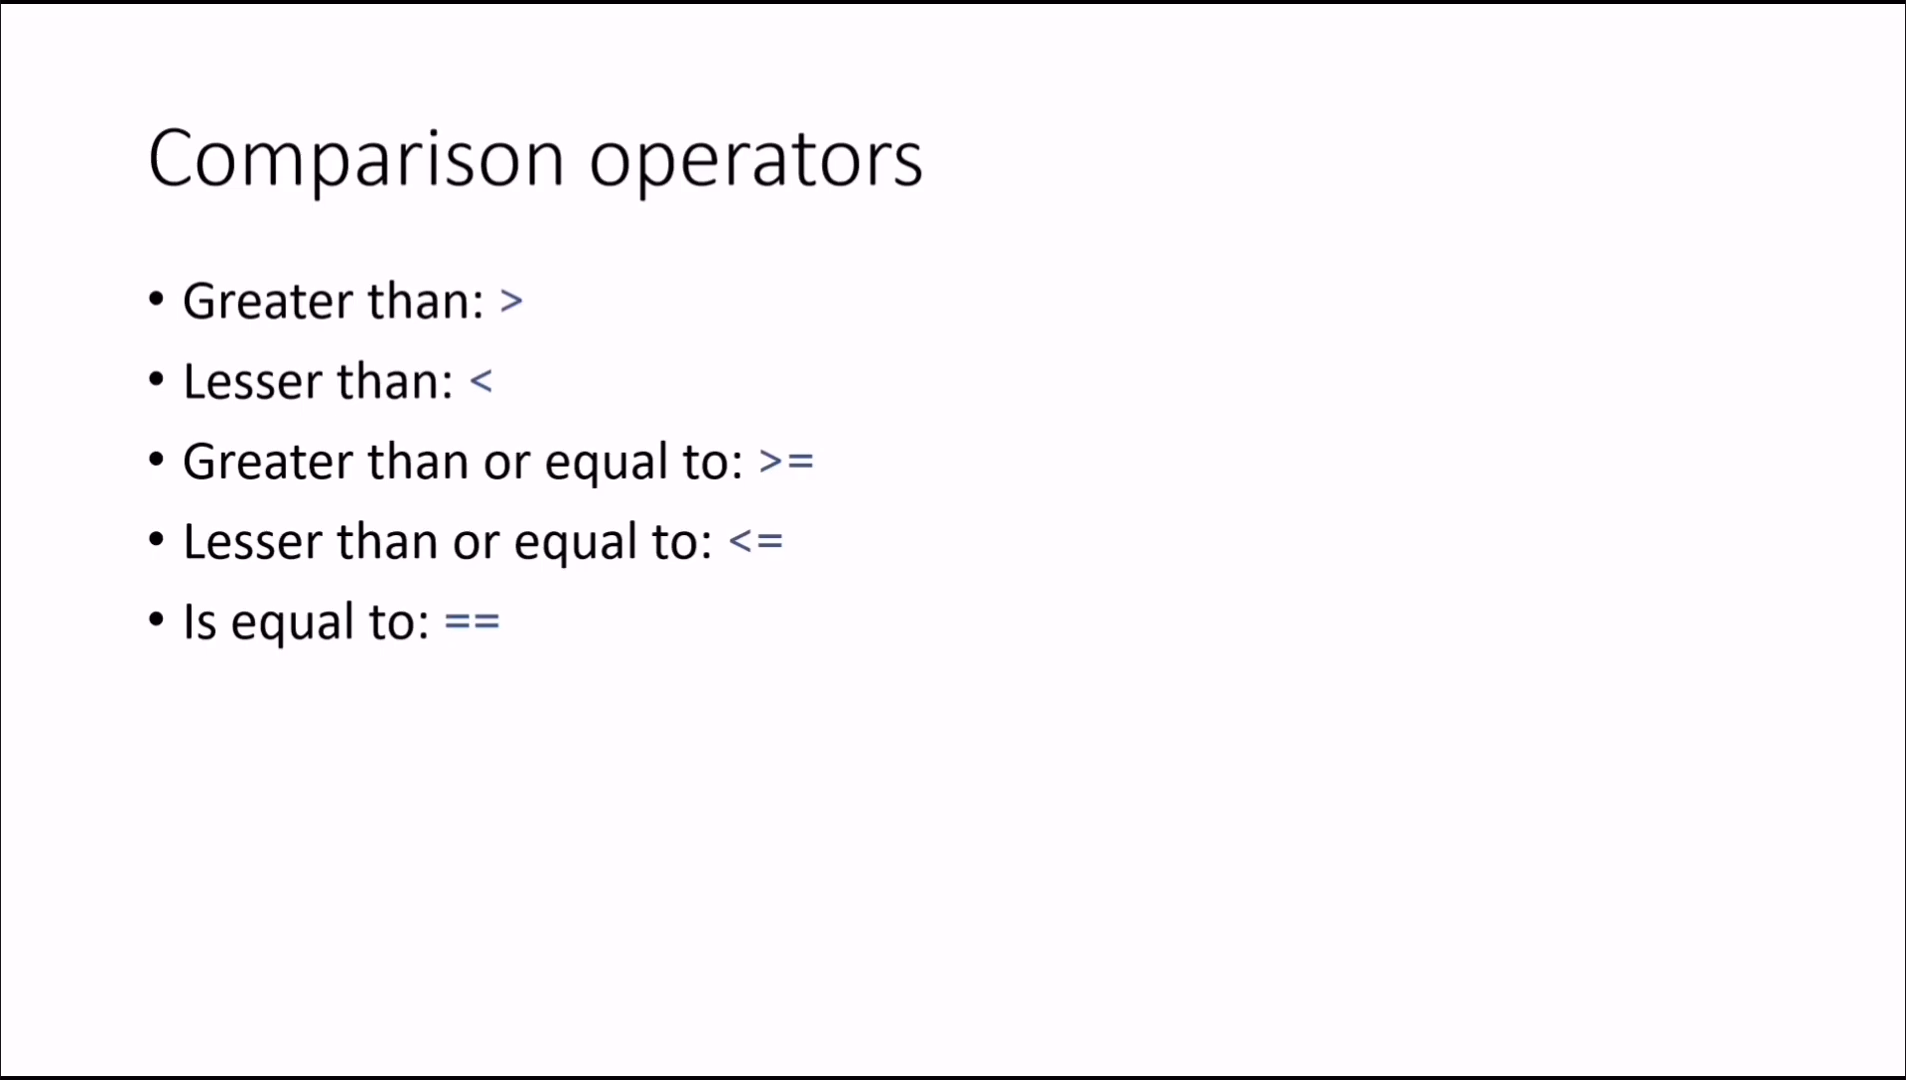 Comparison operators
• Greater than: >
• Lesser than: <
• Greater than or equal to: >=
• Lesser than or equal to: <=
• Is equal to: ==